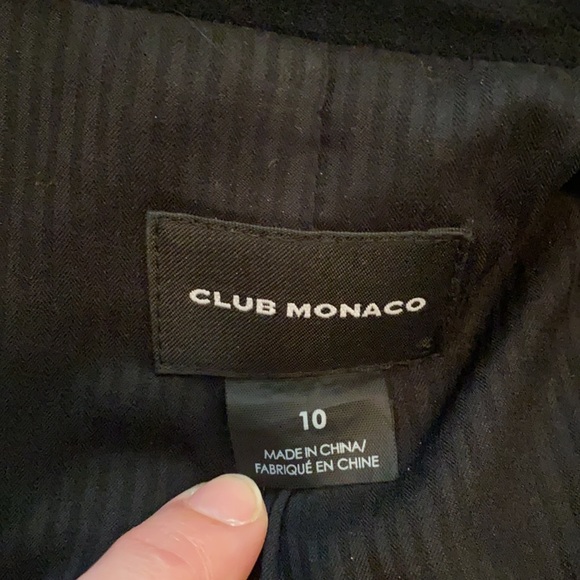 CLUB MONACO
10
MADE IN CHINA/
FABRIQUÉ EN CHINE